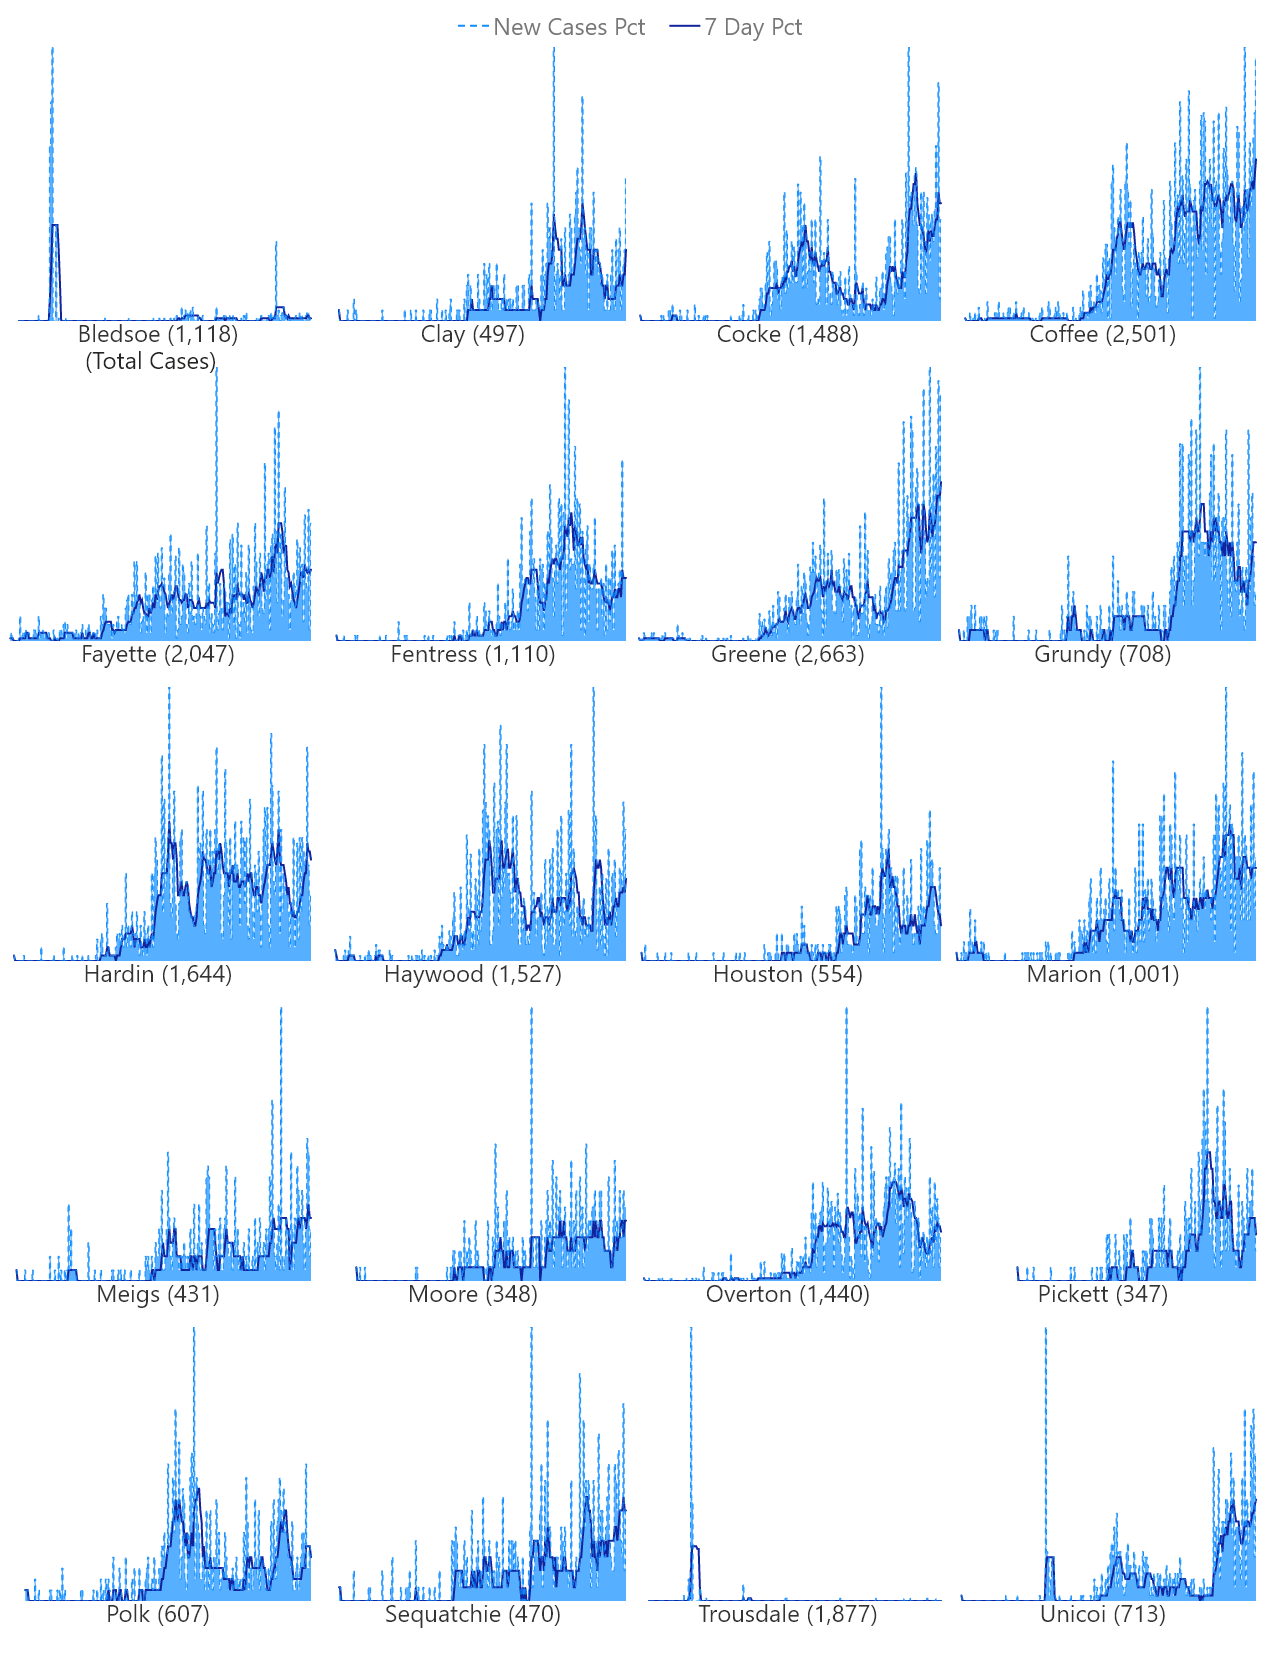 New Cases Pct 7 Day Pct
Bledsoe (1,118) Clay (497) Cocke (1,488) Coffee (2,501)
(Total Cases)
Fayette (2,047) Fentress (1,110) Greene (2,663) Grundy (708)
Hardin (1,644) Haywood (1,527) Houston (554) Marion (1,001)
Meigs (431) Moore (348) Overton (1,440) Pickett (347)
Polk (607) Sequatchie (470) Trousdale (1,877) Unicoi (713)